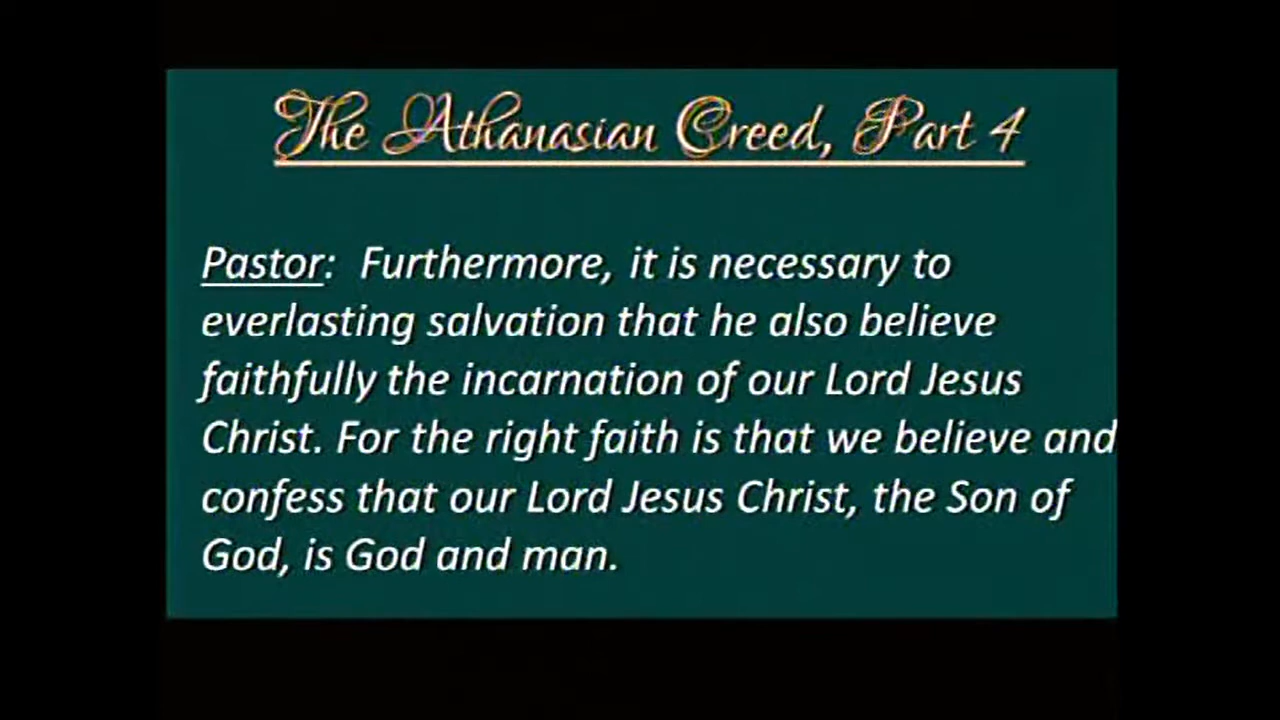 The Athanasian Creed, Part 4
Pastor: Furthermore, it is necessary to
everlasting salvation that he also believe
faithfully the incarnation of our Lord Jesus
Christ. For the right faith is that we believe and
confess that our Lord Jesus Christ, the Son of
God, is God and man.